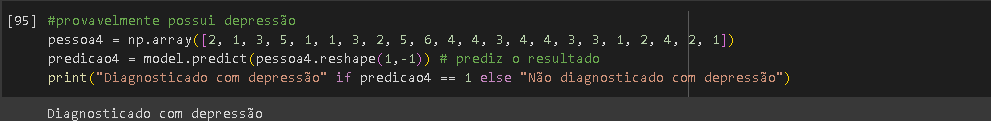 [95] #provavelmente possui depressão
pessoa4 = np.array([2, 1, 3, 5, 1, 1, 3, 2, 5, 6, 4, 4, 3, 4, 4, 3, 3, 1, 2, 4, 2, 1])
predicao4 = model.predict(pessoa4.reshape(1,-1)) # prediz o resultado
print("Diagnosticado com depressão" if predicao4 == 1 else "Não diagnosticado com depressão")
Diagnosticado com depressão